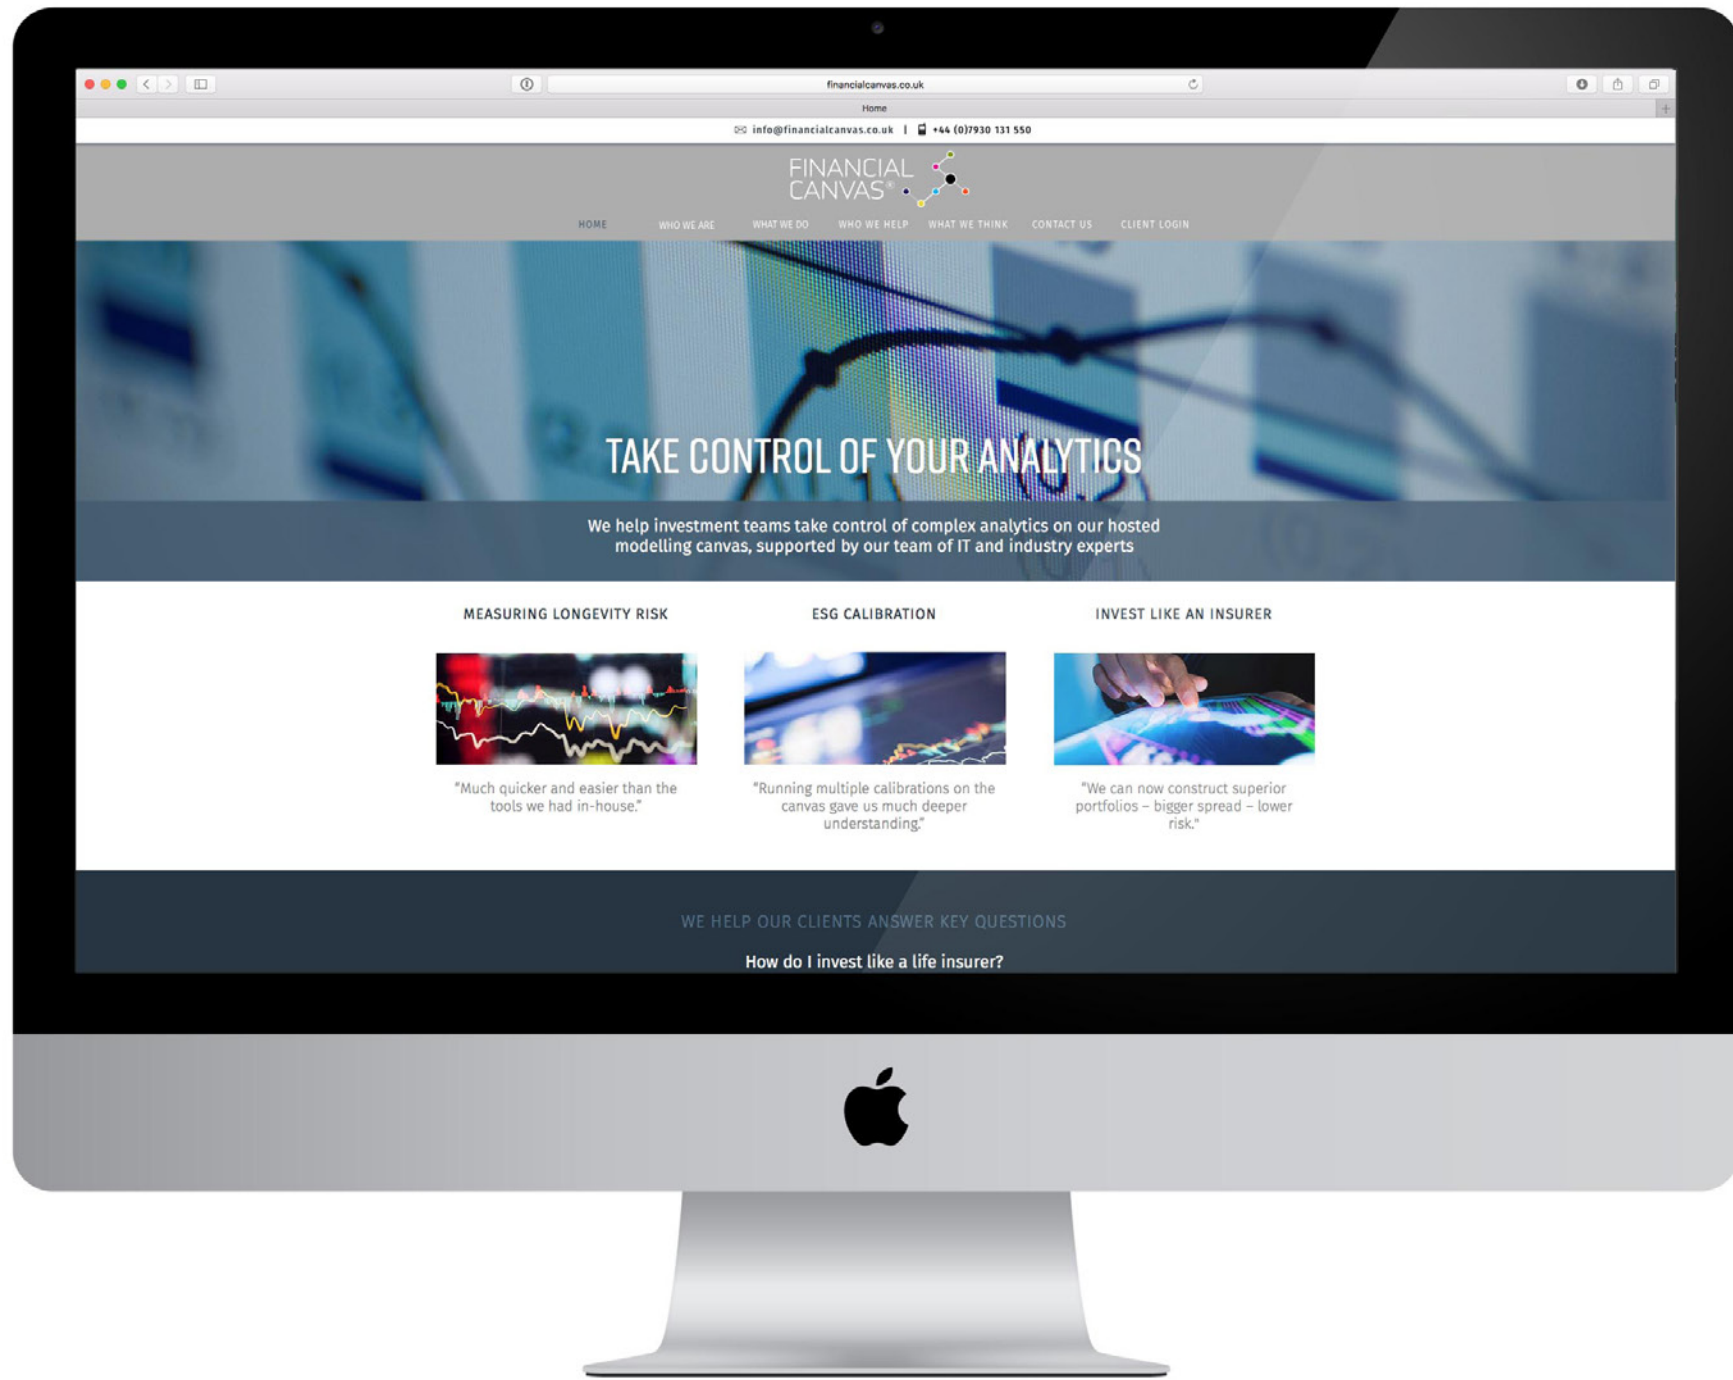 financialcanvas.co.uk
Home
info@financialcanvas.co.uk | +44 (0)7930 131 550
FINANCIAL
CANVAS®
HOME WHO WE ARE WHAT WE DO WHO WE HELP WHAT WE THINK CONTACT US CLIENT LOGIN
TAKE CONTROL OF YOUR ANALYTICS
We help investment teams take control of complex analytics on our hosted
modelling canvas, supported by our team of IT and industry experts
MEASURING LONGEVITY RISK
"Much quicker and easier than the
tools we had in-house."
ESG CALIBRATION
"Running multiple calibrations on the
canvas gave us much deeper
understanding."
INVEST LIKE AN INSURER
"We can now construct superior
portfolios – bigger spread – lower
risk."
WE HELP OUR CLIENTS ANSWER KEY QUESTIONS
How do I invest like a life insurer?